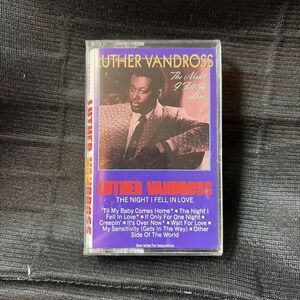 LUTHER VANDROSS
The Night
I Fell In
Love
LUTHER VANDROSS
LUTHER VANDROSS
THE NIGHT I FELL IN LOVE
'Til My Baby Comes Home* • The Night I
Fell In Love* • If Only For One Night •
Creepin' • It's Over Now* • Wait For Love •
My Sensitivity (Gets In The Way) • Other
Side Of The World
See label for sequence.